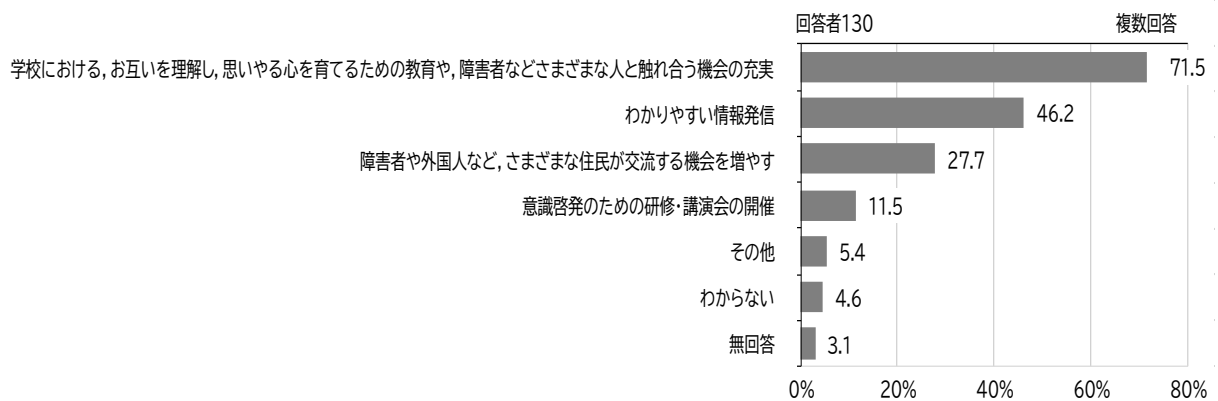 回答者130 複数回答
学校における,お互いを理解し,思いやる心を育てるための教育や,障害者などさまざまな人と触れ合う機会の充実 71.5
わかりやすい情報発信 46.2
障害者や外国人など,さまざまな住民が交流する機会を増やす 27.7
意識啓発のための研修・講演会の開催 11.5
その他 5.4
わからない 4.6
無回答 3.1
0% 20% 40% 60% 80%